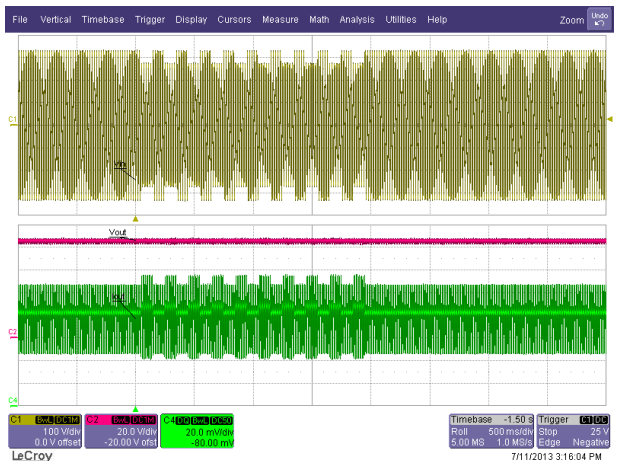 File Vertical Timebase Trigger Display Cursors Measure Math Analysis Utilities Help Zoom Undo
C1
Vin
Vout
Iout
C2
C4
C1 BwL DC1M C2 BwL DC1M C4 BwL DC50 Timebase -1.50 s Trigger C1 DC
100 V/div 20.0 V/div 20.0 mV/div Roll 500 ms/div Stop 25 V
0.0 V offset -20.00 V ofst -80.00 mV 5.00 MS 1.0 MS/s Edge Negative
LeCroy 7/11/2013 3:16:04 PM